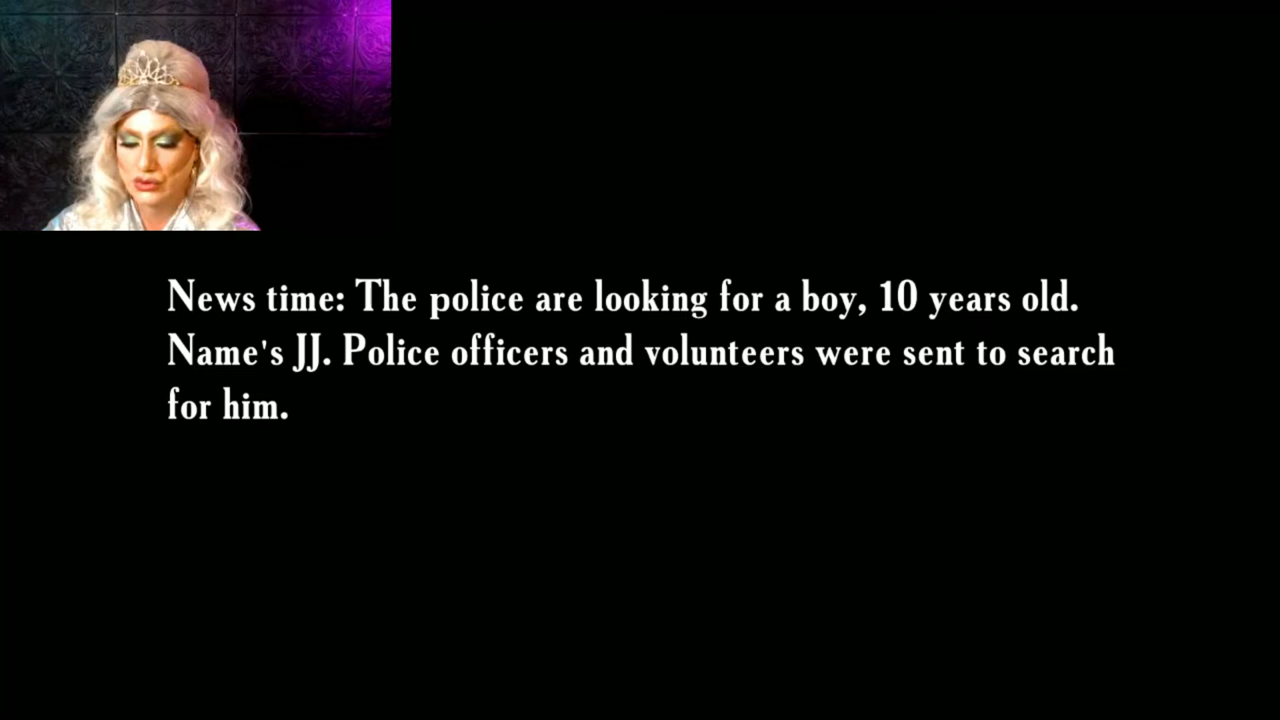 News time: The police are looking for a boy, 10 years old.
Name's JJ. Police officers and volunteers were sent to search
for him.